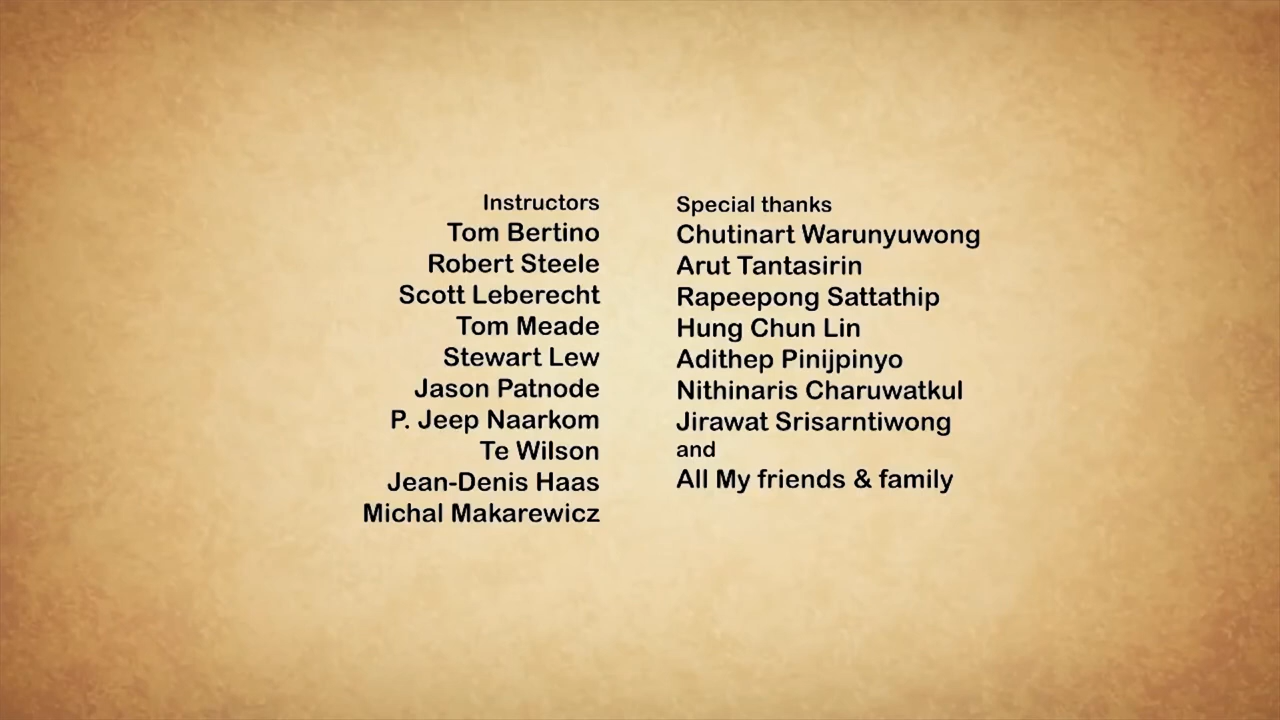 Instructors
Tom Bertino
Robert Steele
Scott Leberecht
Tom Meade
Stewart Lew
Jason Patnode
P. Jeep Naarkom
Te Wilson
Jean-Denis Haas
Michal Makarewicz
Special thanks
Chutinart Warunyuwong
Arut Tantasirin
Rapeepong Sattathip
Hung Chun Lin
Adithep Pinijpinyo
Nithinaris Charuwatkul
Jirawat Srisarntiwong
and
All My friends & family